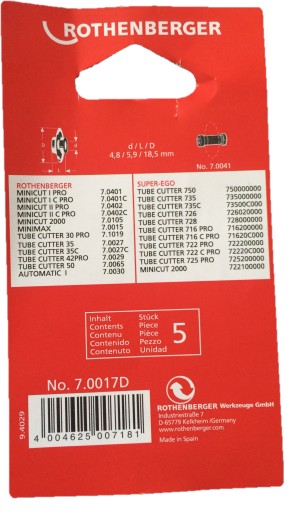 ROTHENBERGER
d / L / D
4,8 / 5,9 / 18,5 mm
No. 7.0041
D
d
L
ROTHENBERGER
MINICUT I PRO 7.0401
MINICUT I C PRO 7.0401C
MINICUT II PRO 7.0402
MINICUT II C PRO 7.0402C
MINICUT 2000 7.0105
MINIMAX 7.0015
TUBE CUTTER 30 PRO 7.1019
TUBE CUTTER 35 7.0027
TUBE CUTTER 35C 7.0027C
TUBE CUTTER 42PRO 7.0029
TUBE CUTTER 50 7.0065
AUTOMATIC I 7.0030
SUPER-EGO
TUBE CUTTER 750 750000000
TUBE CUTTER 735 735000000
TUBE CUTTER 735C 73500C000
TUBE CUTTER 726 726020000
TUBE CUTTER 728 728000000
TUBE CUTTER 716 PRO 716200000
TUBE CUTTER 716 C PRO 71620C000
TUBE CUTTER 722 PRO 722200000
TUBE CUTTER 722 C PRO 72220C000
TUBE CUTTER 725 PRO 725200000
MINICUT 2000 722100000
Inhalt Stück
Contents Piece
Contenu Pièce
Contenido Pezzo
Contenuto Unidad
5
No. 7.0017D
4 004625 007181
9.4029
ROTHENBERGER Werkzeuge GmbH
Industriestraße 7
D-65779 Kelkheim /Germany
www.rothenberger.com
Made in Spain